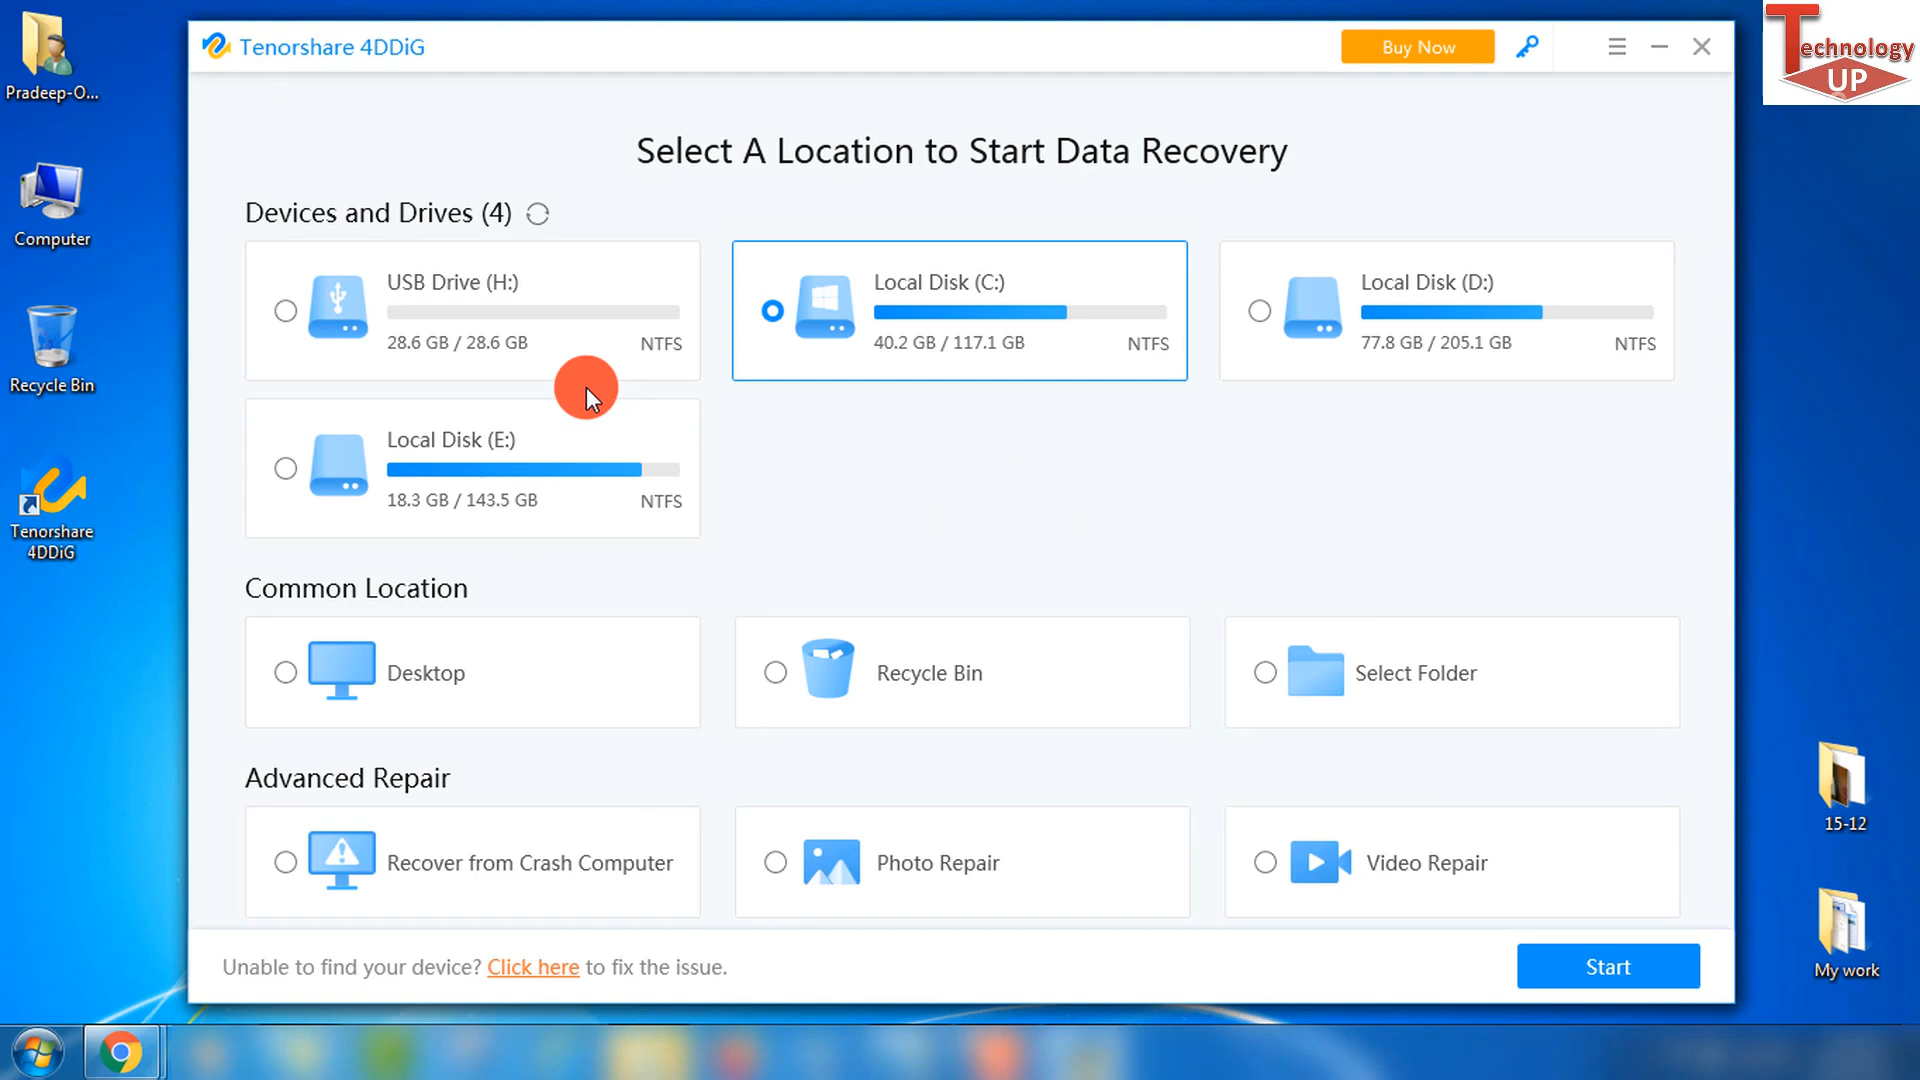 Pradeep-O...
Computer
Recycle Bin
Tenorshare
4DDiG
Tenorshare 4DDiG
Buy Now
Technology
UP
Select A Location to Start Data Recovery
Devices and Drives (4)
USB Drive (H:)
28.6 GB / 28.6 GB
NTFS
Local Disk (C:)
40.2 GB / 117.1 GB
NTFS
Local Disk (D:)
77.8 GB / 205.1 GB
NTFS
Local Disk (E:)
18.3 GB / 143.5 GB
NTFS
Common Location
Desktop
Recycle Bin
Select Folder
Advanced Repair
Recover from Crash Computer
Photo Repair
Video Repair
Unable to find your device? Click here to fix the issue.
Start
15-12
My work